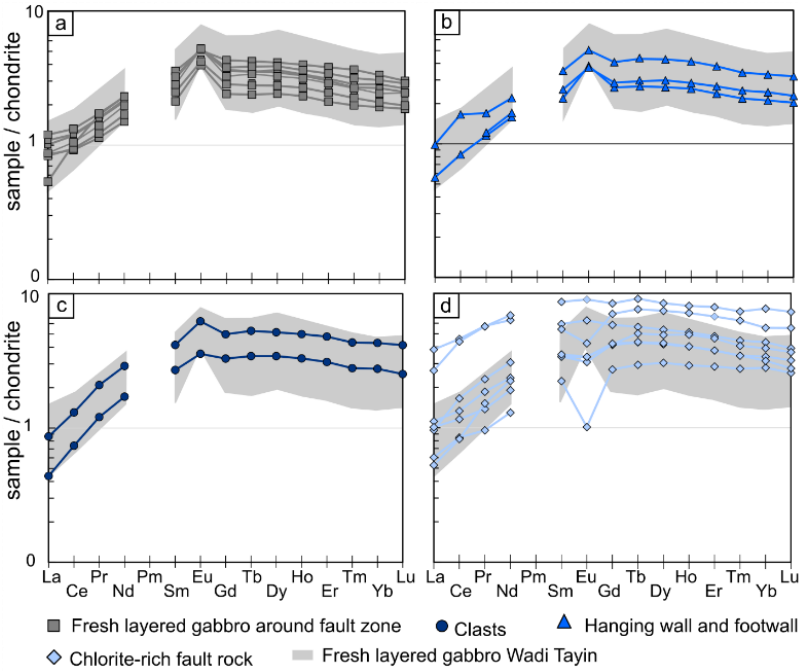 10
a
b
sample / chondrite
1
0
10
c
d
sample / chondrite
1
0
La Ce Pr Nd Pm Sm Eu Gd Tb Dy Ho Er Tm Yb Lu
La Ce Pr Nd Pm Sm Eu Gd Tb Dy Ho Er Tm Yb Lu
Fresh layered gabbro around fault zone
Clasts
Hanging wall and footwall
Chlorite-rich fault rock
Fresh layered gabbro Wadi Tayin